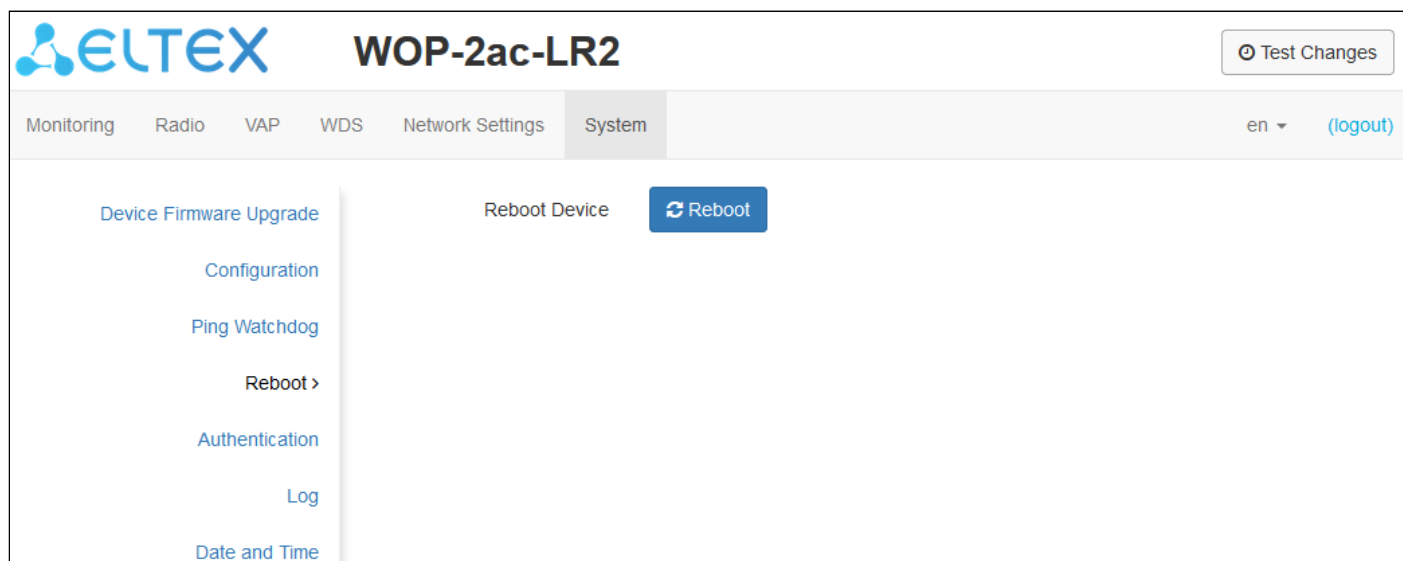 ELTEX WOP-2ac-LR2 Test Changes
Monitoring Radio VAP WDS Network Settings System en (logout)
Device Firmware Upgrade
Reboot Device Reboot
Configuration
Ping Watchdog
Reboot >
Authentication
Log
Date and Time